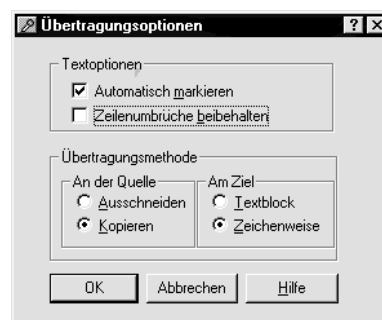 Übertragungsoptionen
Textoptionen
Automatisch markieren
Zeilenumbrüche beibehalten
Übertragungsmethode
An der Quelle
Ausschneiden
Kopieren
Am Ziel
Textblock
Zeichenweise
OK Abbrechen Hilfe